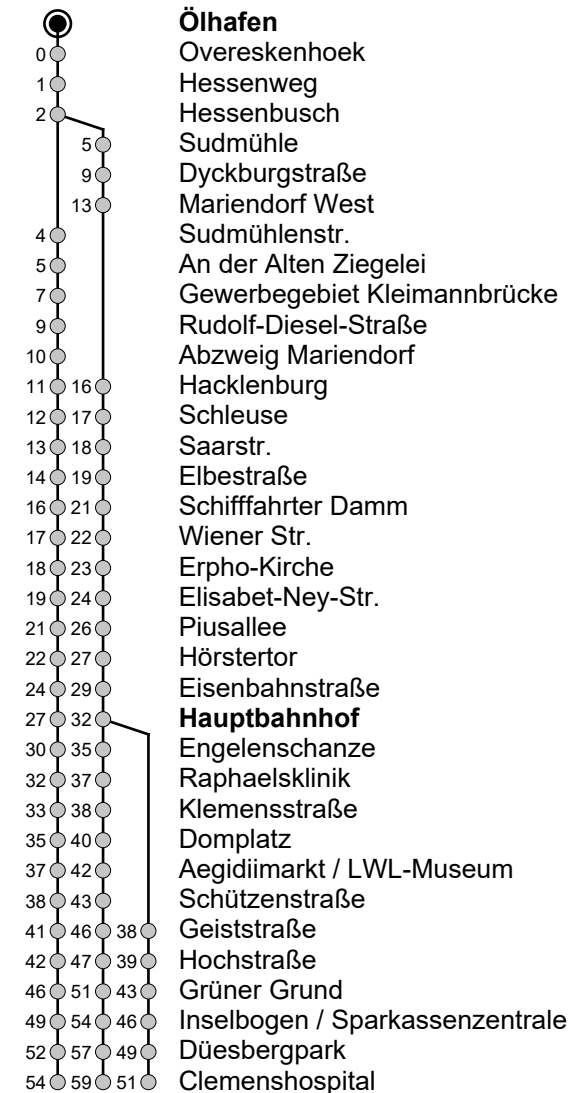 Ölhafen
0 Overeskenhoek
1 Hessenweg
2 Hessenbusch
5 Sudmühle
9 Dyckburgstraße
13 Mariendorf West
4 Sudmühlenstr.
5 An der Alten Ziegelei
7 Gewerbegebiet Kleimannbrücke
9 Rudolf-Diesel-Straße
10 Abzweig Mariendorf
11 16 Hacklenburg
12 17 Schleuse
13 18 Saarstr.
14 19 Elbestraße
16 21 Schifffahrter Damm
17 22 Wiener Str.
18 23 Erpho-Kirche
19 24 Elisabet-Ney-Str.
21 26 Piusallee
22 27 Hörstertor
24 29 Eisenbahnstraße
27 32 Hauptbahnhof
30 35 Engelenschanze
32 37 Raphaelsklinik
33 38 Klemensstraße
35 40 Domplatz
37 42 Aegidiimarkt / LWL-Museum
38 43 Schützenstraße
41 46 38 Geiststraße
42 47 39 Hochstraße
46 51 43 Grüner Grund
49 54 46 Inselbogen / Sparkassenzentrale
52 57 49 Düesbergpark
54 59 51 Clemenshospital